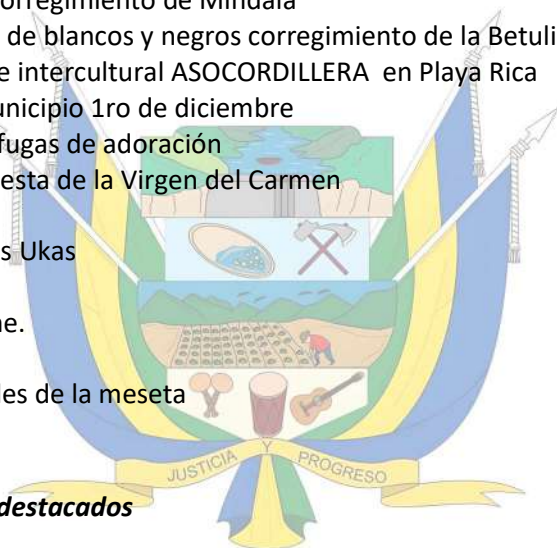 orregimiento de Mindala
de blancos y negros corregimiento de la Betuli
e intercultural ASOCORDILLERA en Playa Rica
unicipio 1ro de diciembre
fugas de adoración
esta de la Virgen del Carmen
s Ukas
e.
les de la meseta
JUSTICIA Y PROGRESO
destacados